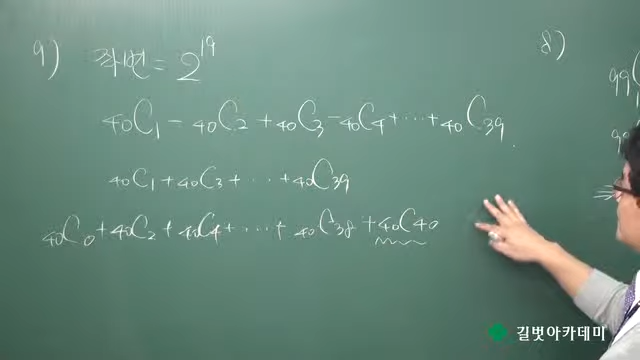 9) 좌변 = 2^19
₄₀C₁ - ₄₀C₂ + ₄₀C₃ - ₄₀C₄ + ⋯ + ₄₀C₃₉.
₄₀C₁ + ₄₀C₃ + ⋯ + ₄₀C₃₉
₄₀C₀ + ₄₀C₂ + ₄₀C₄ + ⋯ + ₄₀C₃₈ + ₄₀C₄₀
8)
₉₉C
길벗아카데미